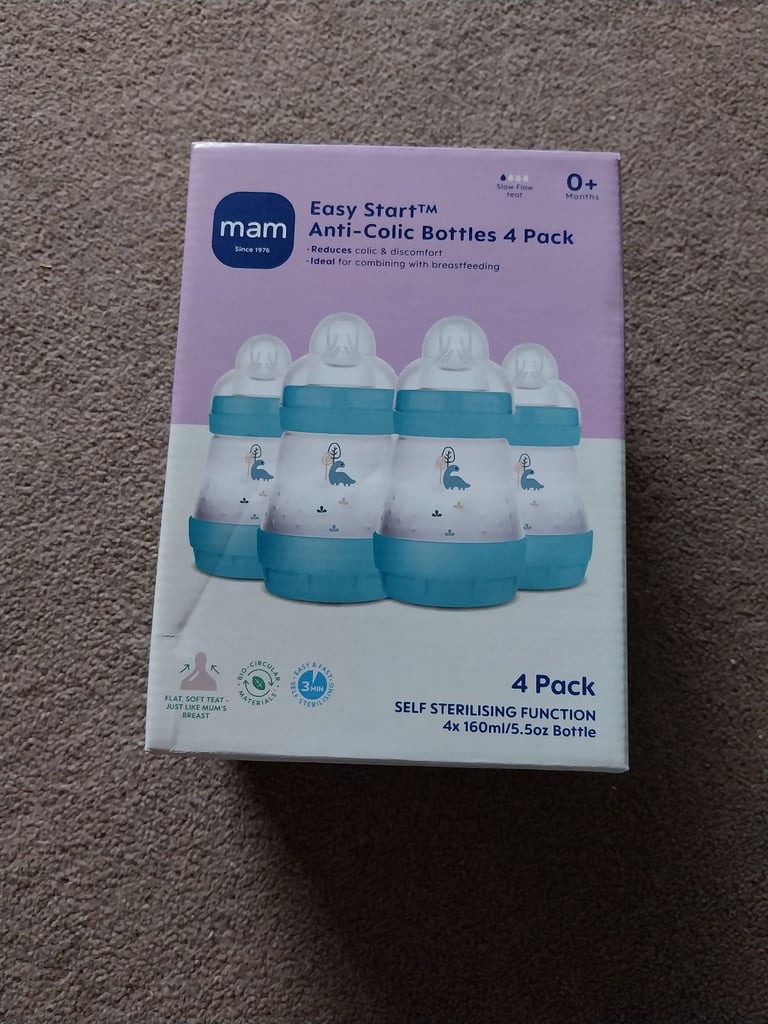 mam
Since 1976
Easy Start™
Anti-Colic Bottles 4 Pack
· Reduces colic & discomfort
· Ideal for combining with breastfeeding
Slow Flow
teat
0+
Months
FLAT, SOFT TEAT -
JUST LIKE MUM'S
BREAST
BIO-CIRCULAR
MATERIALS
EASY & FAST
3 MIN
SELF STERILISING
4 Pack
SELF STERILISING FUNCTION
4x 160ml/5.5oz Bottle